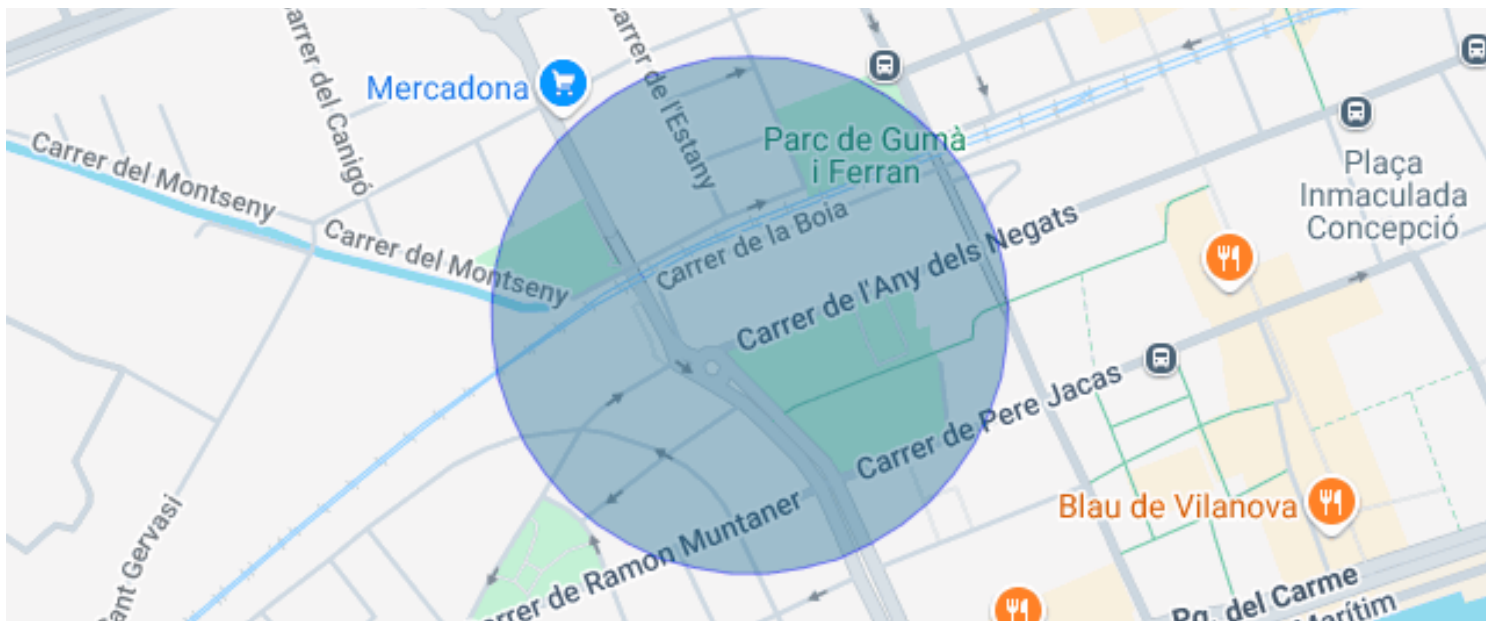 Carrer del Canigó
Carrer de l'Estany
Mercadona
Parc de Gumà
i Ferran
Carrer del Montseny
Carrer del Montseny
Plaça
Inmaculada
Concepció
Carrer de la Boia
Carrer de l'Any dels Negats
Carrer de Pere Jacas
Blau de Vilanova
Sant Gervasi
Carrer de Ramon Muntaner
Pg. del Carme
Marítim